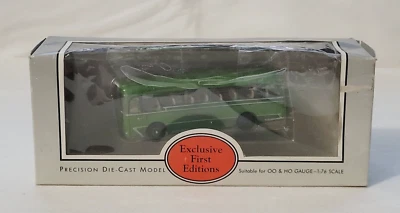 Exclusive
First
Editions
PRECISION DIE-CAST MODEL
Suitable for OO & HO GAUGE -1-76 SCALE